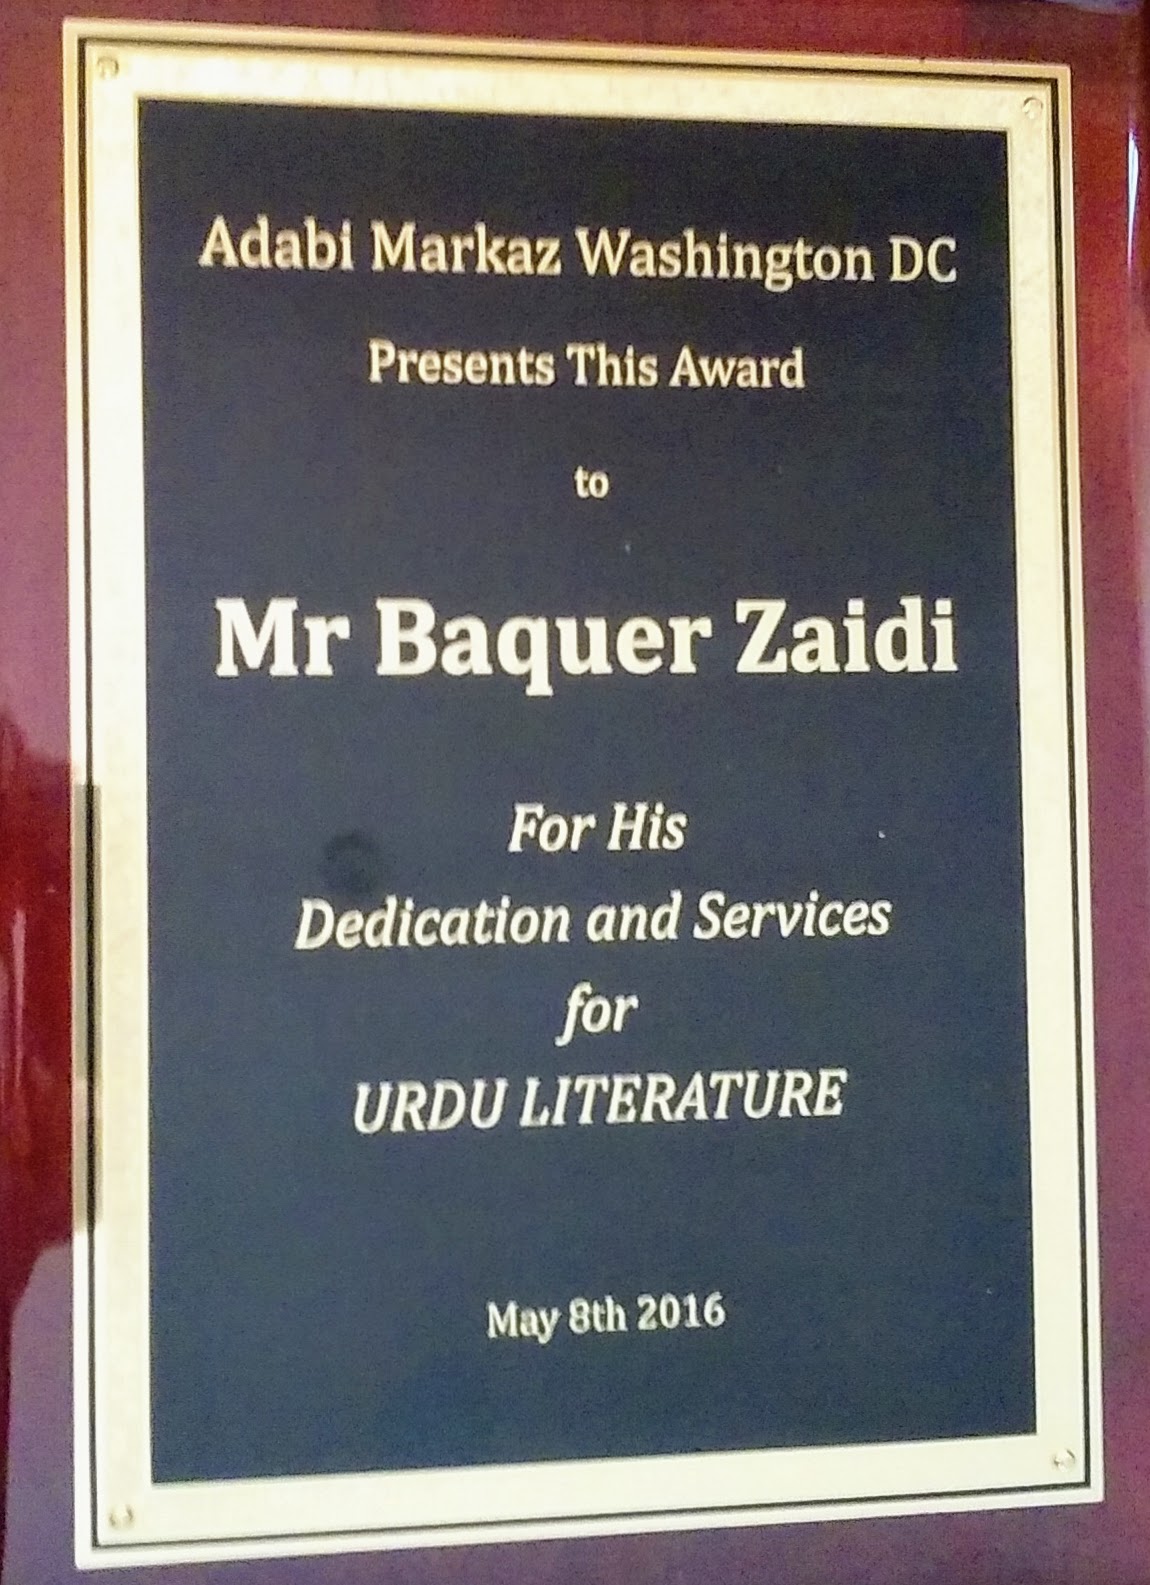 Adabi Markaz Washington DC
Presents This Award
to
Mr Baquer Zaidi
For His
Dedication and Services
for
URDU LITERATURE
May 8th 2016